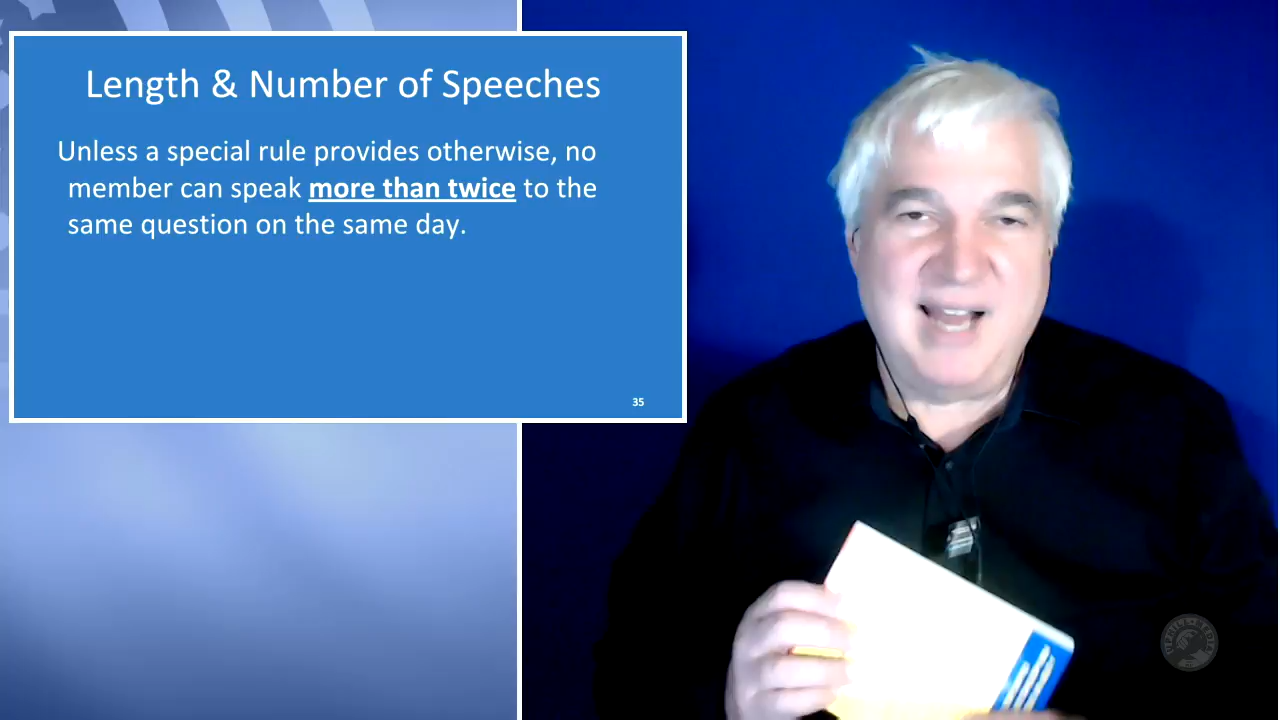 Length & Number of Speeches
Unless a special rule provides otherwise, no
member can speak more than twice to the
same question on the same day.
35